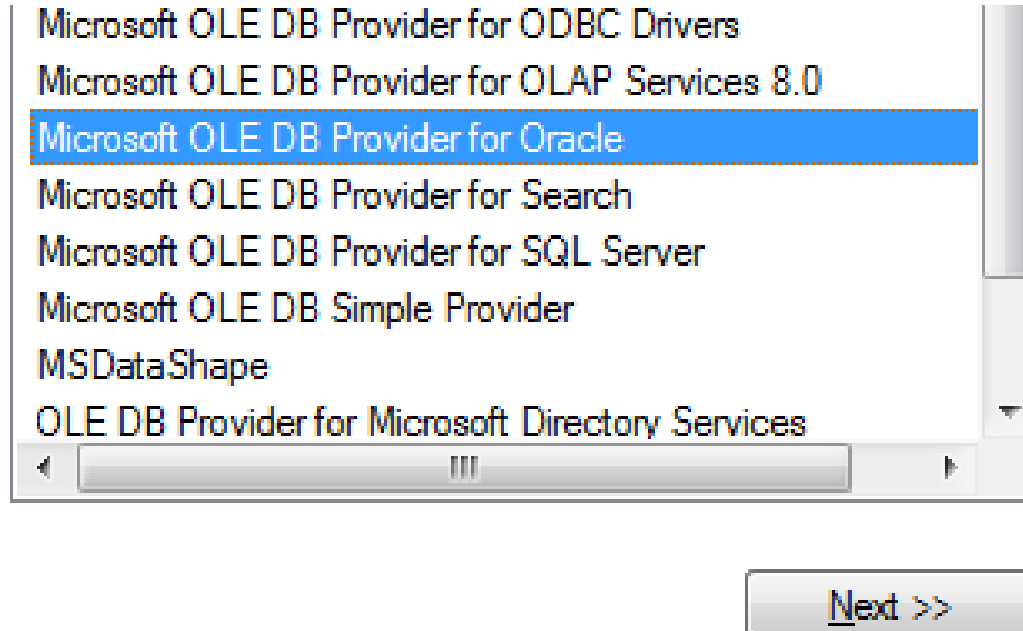 Microsoft OLE DB Provider for ODBC Drivers
Microsoft OLE DB Provider for OLAP Services 8.0
Microsoft OLE DB Provider for Oracle
Microsoft OLE DB Provider for Search
Microsoft OLE DB Provider for SQL Server
Microsoft OLE DB Simple Provider
MSDataShape
OLE DB Provider for Microsoft Directory Services
Next >>